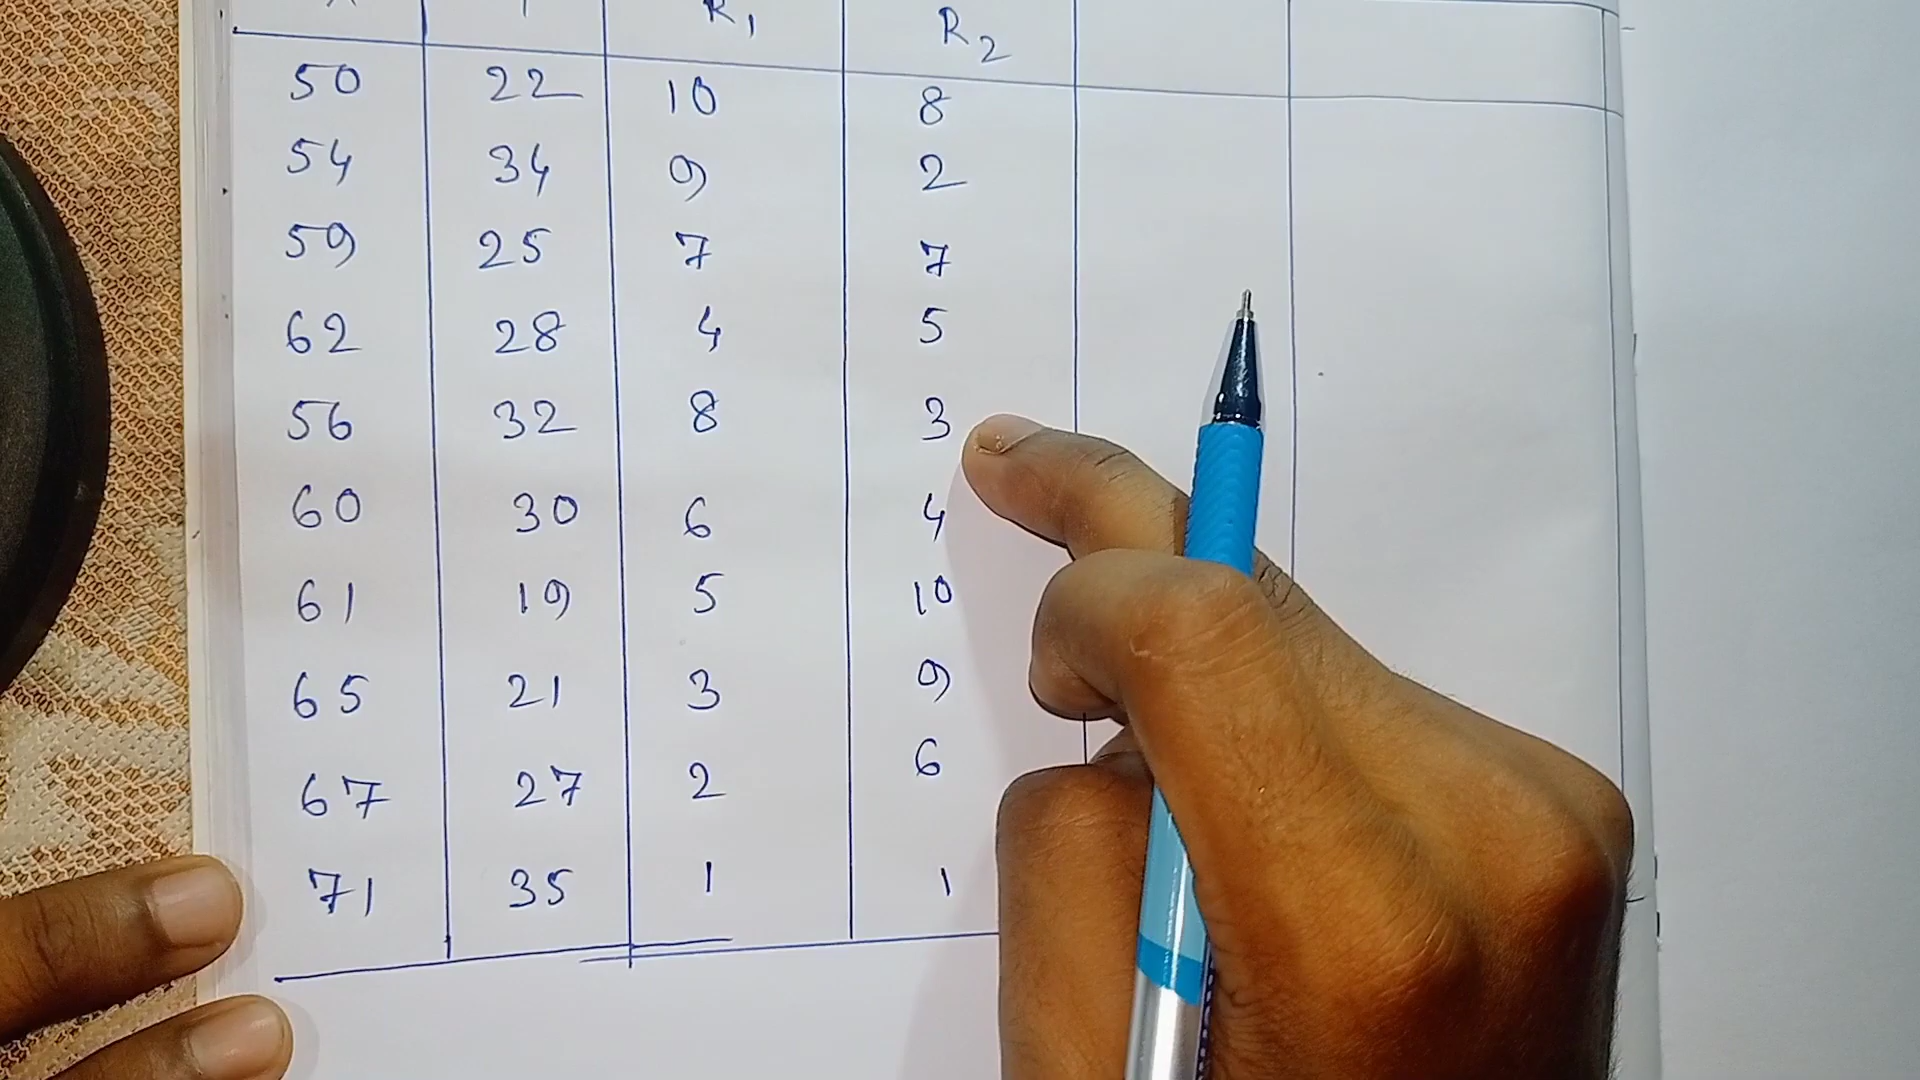 R1 R2
50 22 10 8
54 34 9 2
59 25 7 7
62 28 4 5
56 32 8 3
60 30 6 4
61 19 5 10
65 21 3 9
67 27 2 6
71 35 1 1